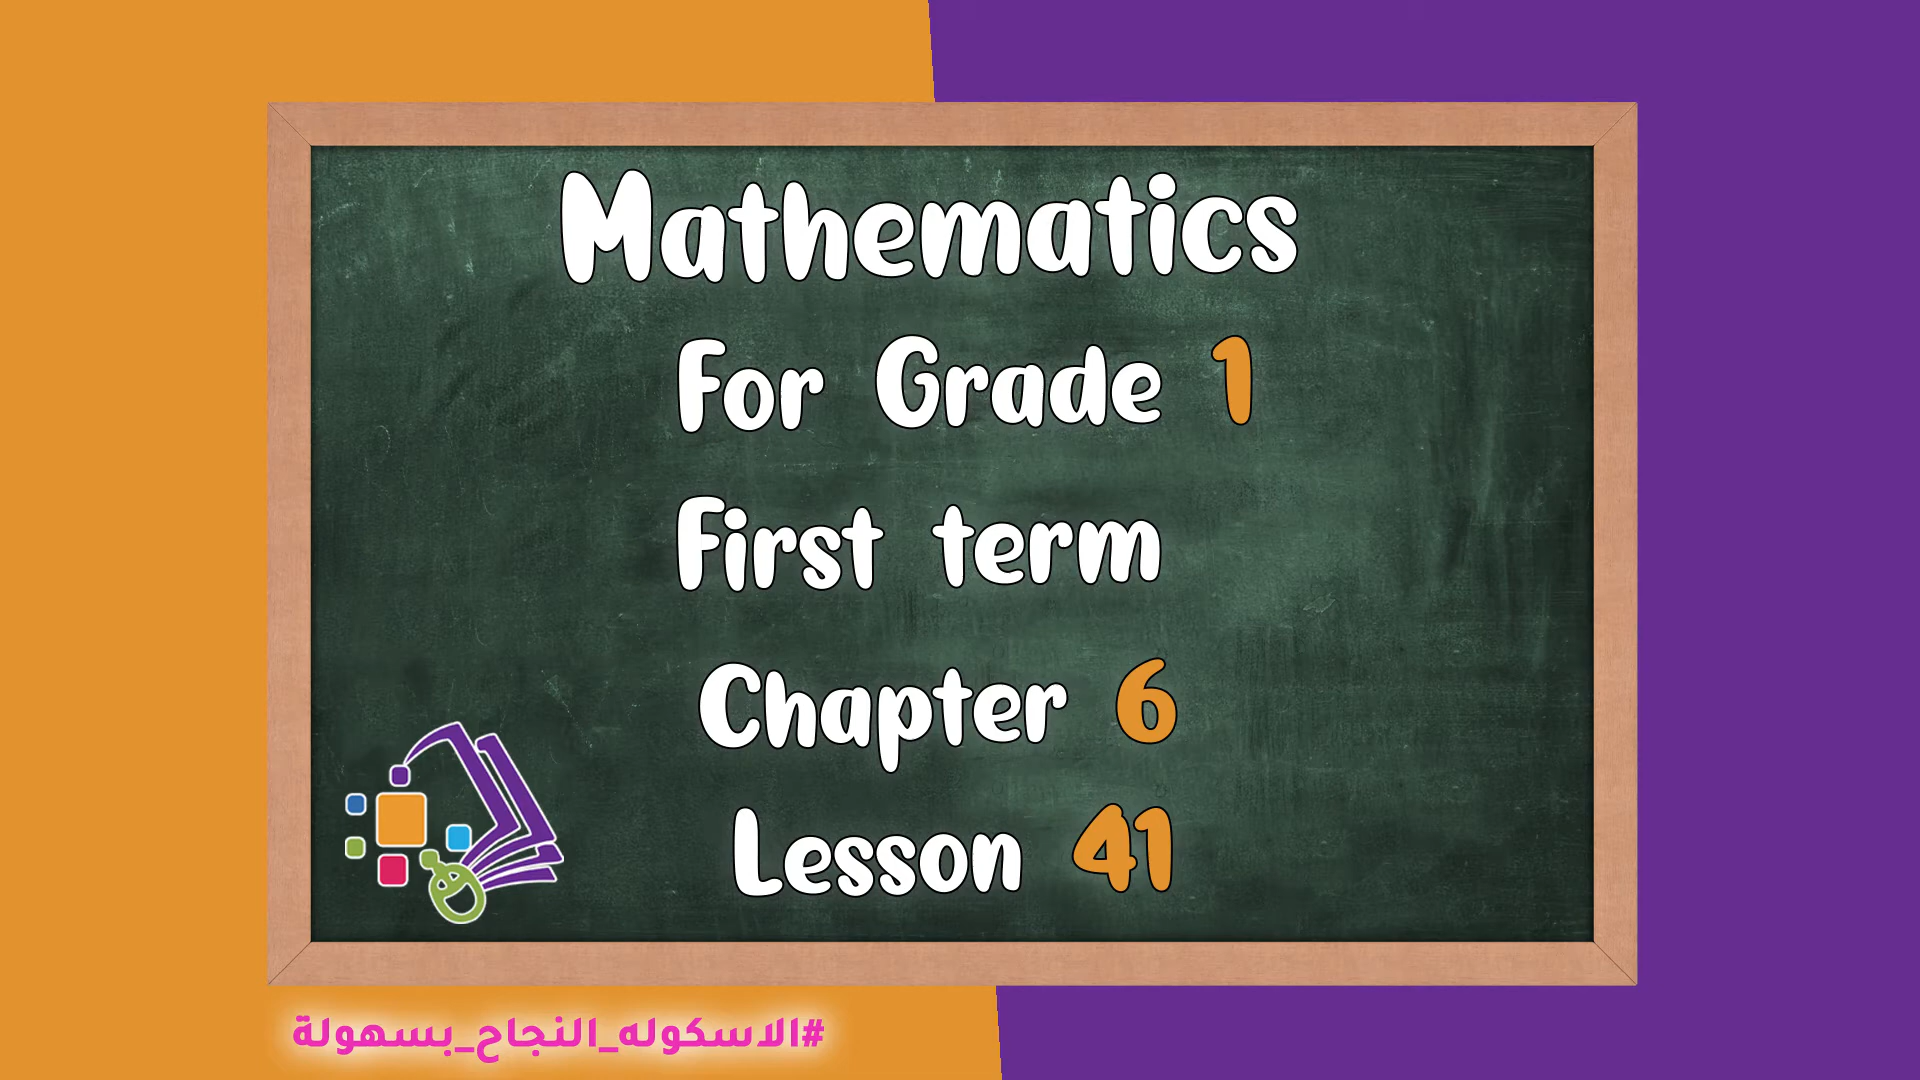 Mathematics
For Grade 1
First term
Chapter 6
Lesson 41
#الاسكوله_النجاح_بسهولة